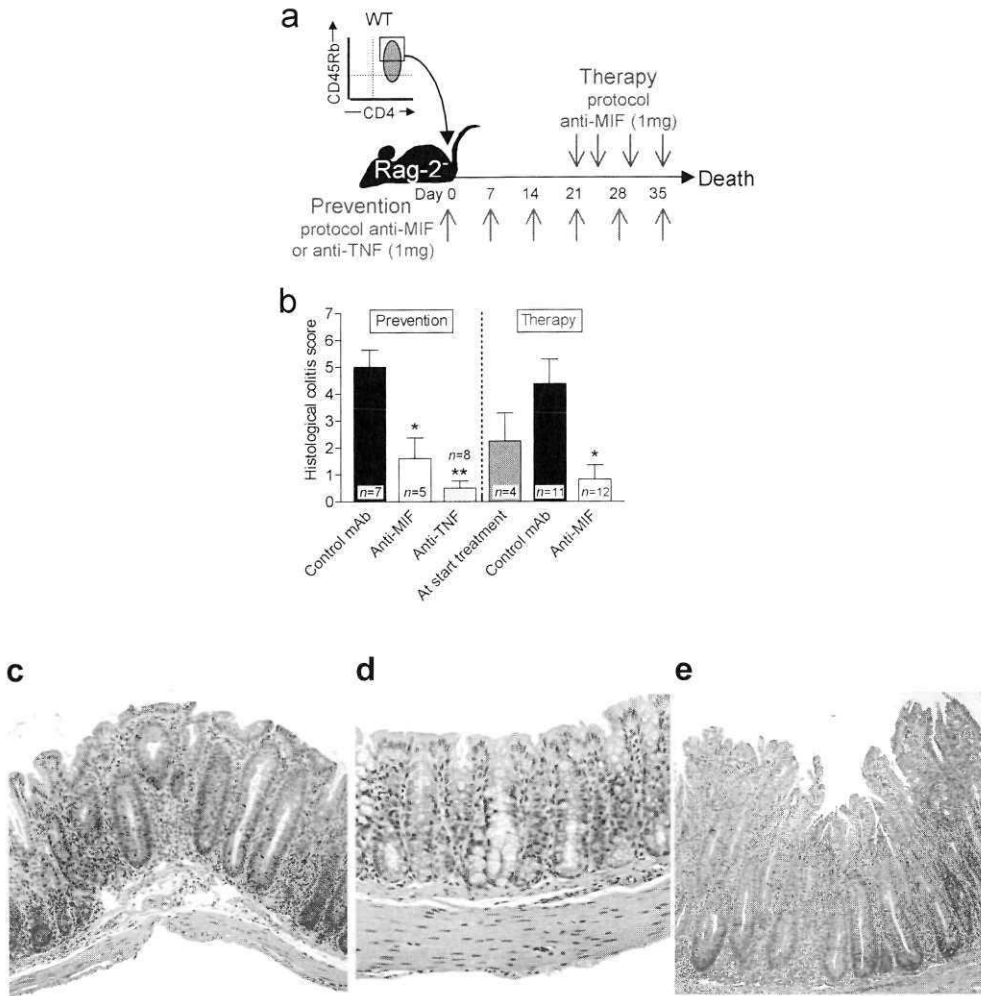 a
WT
CD45Rb
CD4
Therapy
protocol
anti-MIF (1mg)
Rag-2-
Death
Day 0 7 14 21 28 35
Prevention
protocol anti-MIF
or anti-TNF (1mg)
b
Histological colitis score
7
6
5
4
3
2
1
0
Prevention
Therapy
*
n=8
**
*
n=7
n=5
n=4
n=11
n=12
Control mAb
Anti-MIF
Anti-TNF
At start treatment
Control mAb
Anti-MIF
c
d
e